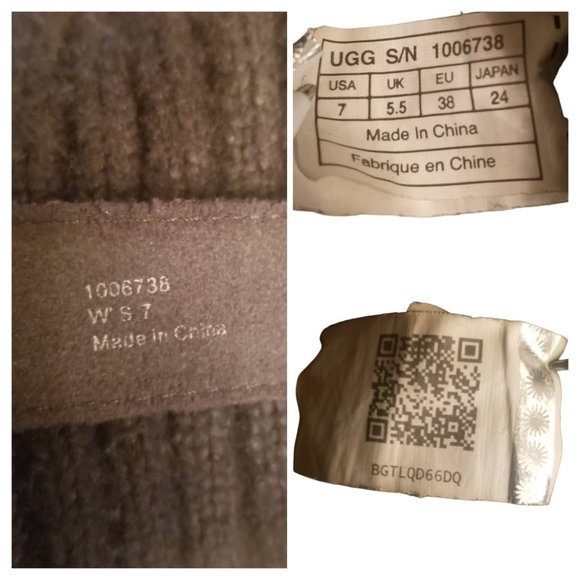 1006738
W' S 7
Made in China
UGG S/N 1006738
USA UK EU JAPAN
7 5.5 38 24
Made In China
Fabrique en Chine
BGTLQD66DQ